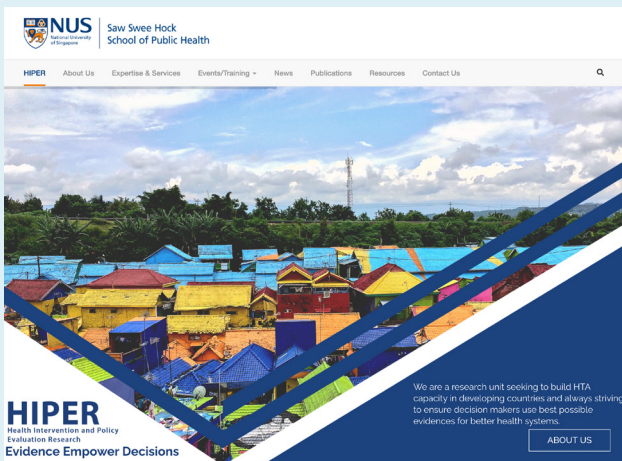 NUS
National University
of Singapore
Saw Swee Hock
School of Public Health
HIPER
About Us
Expertise & Services
Events/Training
News
Publications
Resources
Contact Us
We are a research unit seeking to build HTA
capacity in developing countries and always striving
to ensure decision makers use best possible
evidences for better health systems.
ABOUT US
HIPER
Health Intervention and Policy
Evaluation Research
Evidence Empower Decisions